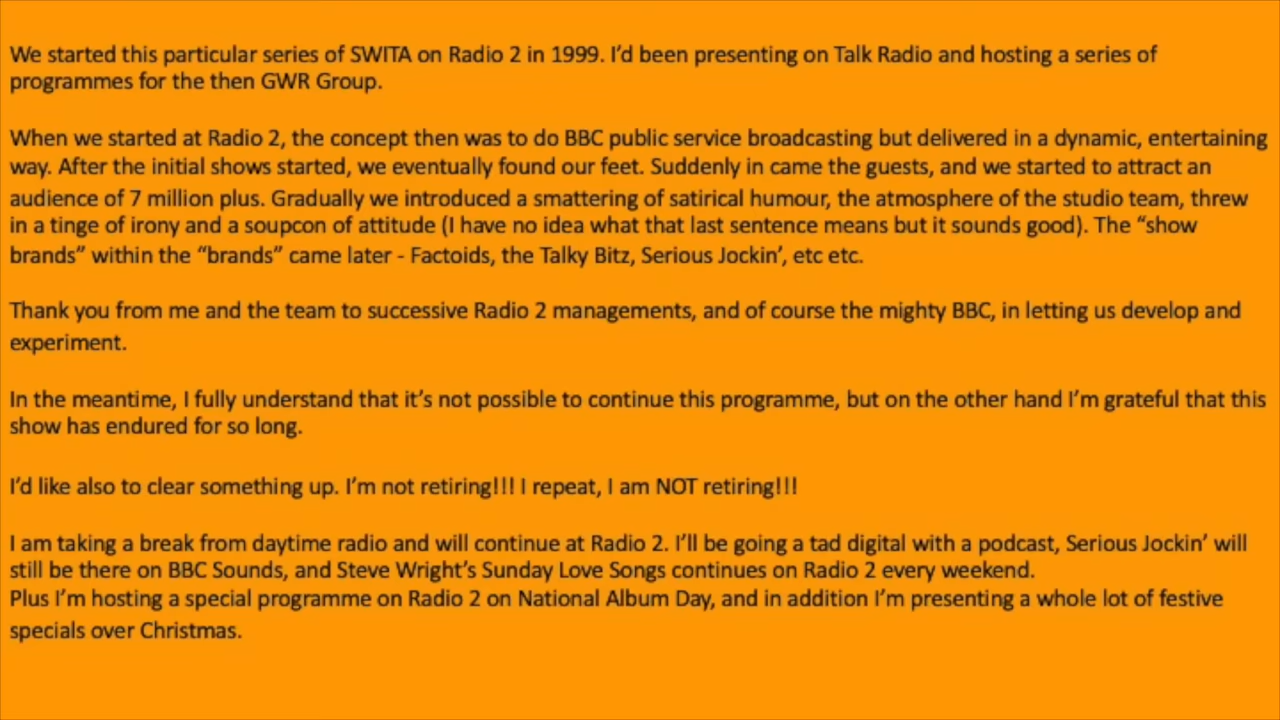 We started this particular series of SWITA on Radio 2 in 1999. I’d been presenting on Talk Radio and hosting a series of
programmes for the then GWR Group.
When we started at Radio 2, the concept then was to do BBC public service broadcasting but delivered in a dynamic, entertaining
way. After the initial shows started, we eventually found our feet. Suddenly in came the guests, and we started to attract an
audience of 7 million plus. Gradually we introduced a smattering of satirical humour, the atmosphere of the studio team, threw
in a tinge of irony and a soupcon of attitude (I have no idea what that last sentence means but it sounds good). The “show
brands” within the “brands” came later - Factoids, the Talky Bitz, Serious Jockin’, etc etc.
Thank you from me and the team to successive Radio 2 managements, and of course the mighty BBC, in letting us develop and
experiment.
In the meantime, I fully understand that it’s not possible to continue this programme, but on the other hand I’m grateful that this
show has endured for so long.
I’d like also to clear something up. I’m not retiring!!! I repeat, I am NOT retiring!!!
I am taking a break from daytime radio and will continue at Radio 2. I’ll be going a tad digital with a podcast, Serious Jockin’ will
still be there on BBC Sounds, and Steve Wright’s Sunday Love Songs continues on Radio 2 every weekend.
Plus I’m hosting a special programme on Radio 2 on National Album Day, and in addition I’m presenting a whole lot of festive
specials over Christmas.